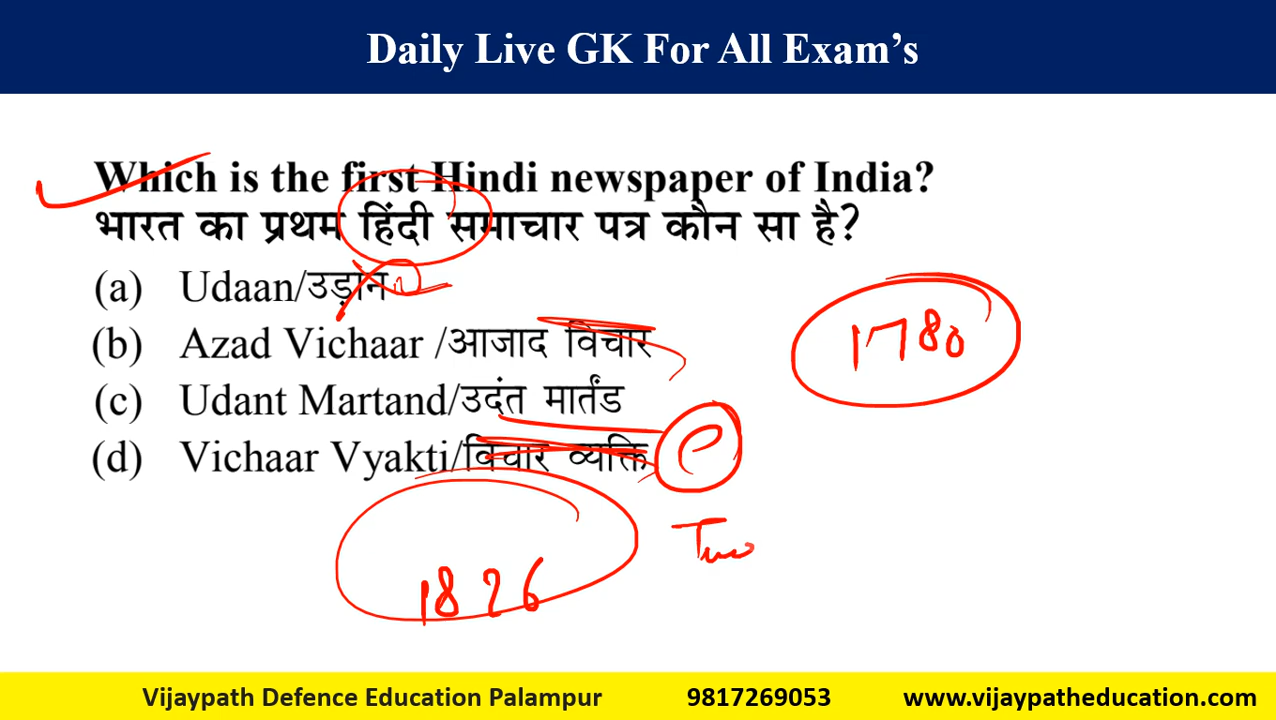 Daily Live GK For All Exam’s
Which is the first Hindi newspaper of India?
भारत का प्रथम हिंदी समाचार पत्र कौन सा है?
(a) Udaan/उड़ान
(b) Azad Vichaar /आजाद विचार
1780
(c) Udant Martand/उदंत मार्तंड
(d) Vichaar Vyakti/विचार व्यक्ति
1826
Vijaypath Defence Education Palampur 9817269053 www.vijaypatheducation.com